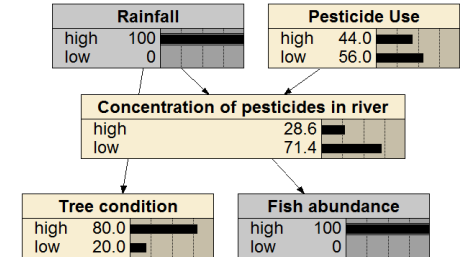 Rainfall
high 100
low 0
Pesticide Use
high 44.0
low 56.0
Concentration of pesticides in river
high 28.6
low 71.4
Tree condition
high 80.0
low 20.0
Fish abundance
high 100
low 0